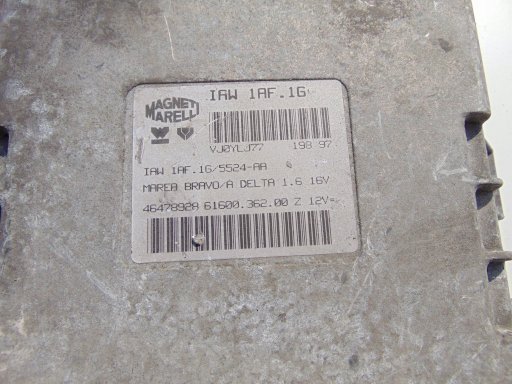 IAW 1AF.16
MAGNETI
MARELLI
VJ0YLJ77 198 97
IAW 1AF.16/5524-AA
MAREA BRAVO/A DELTA 1.6 16V
46478928 61600.362.00 Z 12V